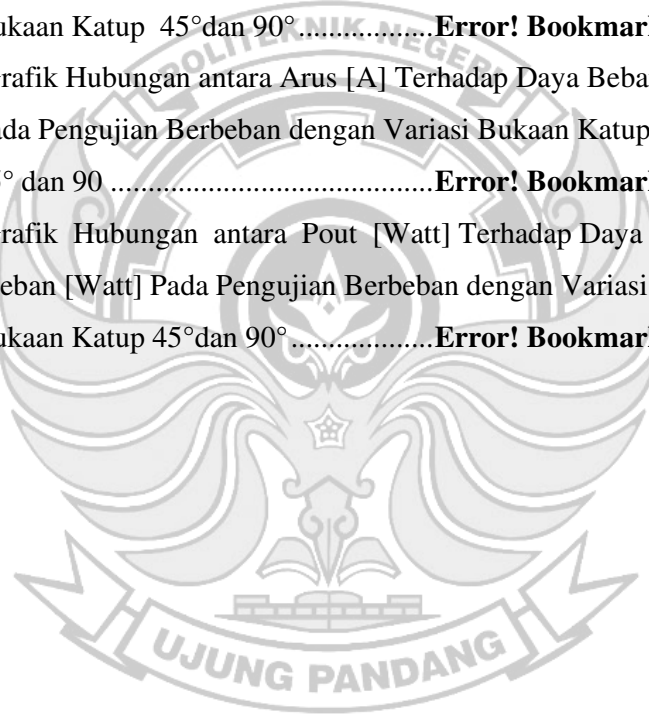 ukaan Katup 45°dan 90°..................Error! Bookmar
rafik Hubungan antara Arus [A] Terhadap Daya Beba
ada Pengujian Berbeban dengan Variasi Bukaan Katup
° dan 90 ...........................................Error! Bookmar
rafik Hubungan antara Pout [Watt] Terhadap Daya
eban [Watt] Pada Pengujian Berbeban dengan Variasi
ukaan Katup 45°dan 90°...................Error! Bookmar
POLITEKNIK NEGERI
UJUNG PANDANG